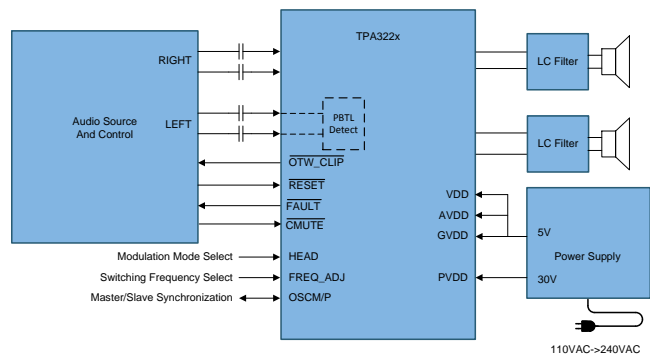 TPA322x
RIGHT
LC Filter
LEFT
Audio Source
And Control
PBTL
Detect
LC Filter
OTW_CLIP
RESET
FAULT
CMUTE
VDD
AVDD
GVDD
5V
Power Supply
Modulation Mode Select
HEAD
Switching Frequency Select
FREQ_ADJ
PVDD
30V
Master/Slave Synchronization
OSCM/P
110VAC->240VAC